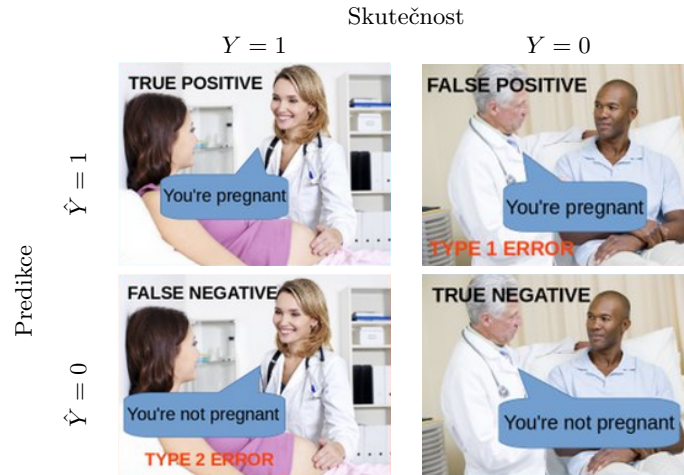 Skutečnost
Y = 1
Y = 0
Predikce
Ŷ = 1
TRUE POSITIVE
You're pregnant
FALSE POSITIVE
You're pregnant
TYPE 1 ERROR
Ŷ = 0
FALSE NEGATIVE
You're not pregnant
TYPE 2 ERROR
TRUE NEGATIVE
You're not pregnant